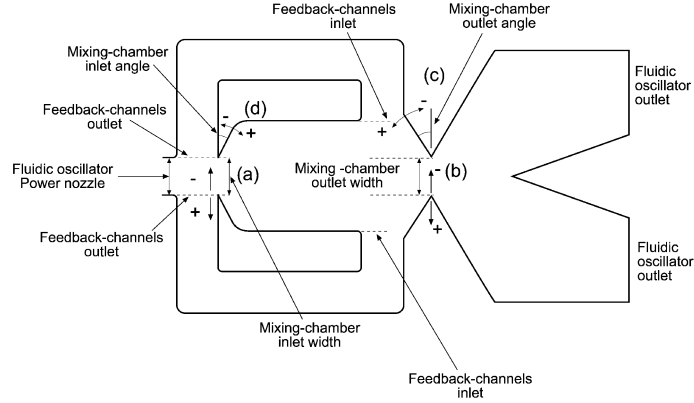 Feedback-channels
inlet
Mixing-chamber
outlet angle
Mixing-chamber
inlet angle
(c)
Fluidic
oscillator
outlet
Feedback-channels
outlet
-
(d)
+
-
+
Fluidic oscillator
Power nozzle
-
(a)
Mixing -chamber
outlet width
-
(b)
+
+
Feedback-channels
outlet
Fluidic
oscillator
outlet
Mixing-chamber
inlet width
Feedback-channels
inlet